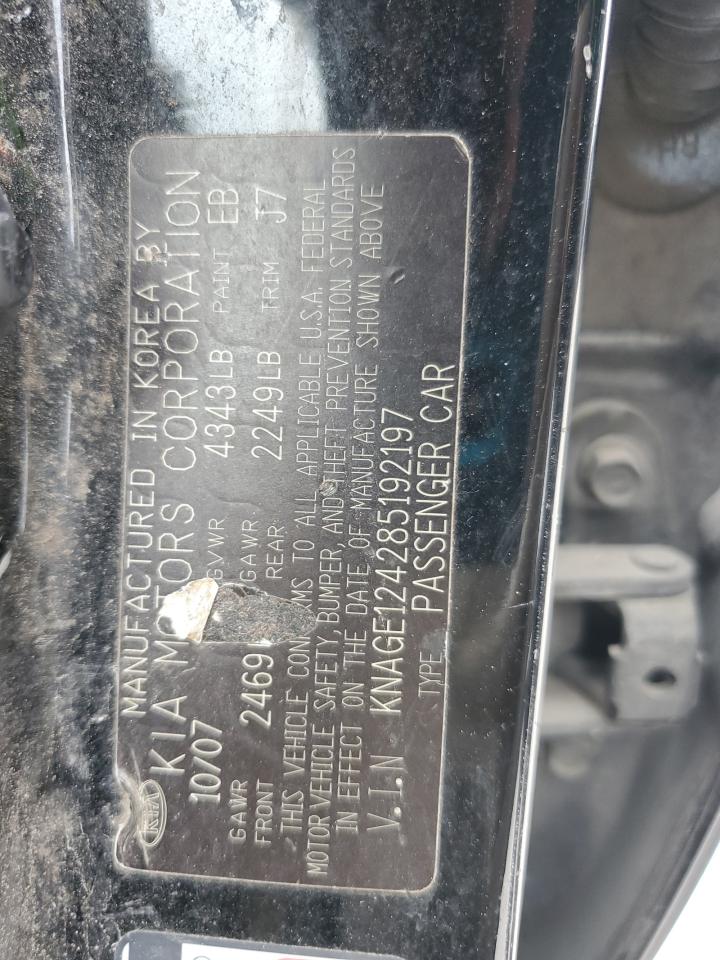 KIA
MANUFACTURED IN KOREA BY
KIA MOTORS CORPORATION
10/07 GVWR 4343LB PAINT EB
GAWR FRONT 2469 GAWR REAR 2249LB TRIM J7
THIS VEHICLE CONFORMS TO ALL APPLICABLE U.S.A. FEDERAL
MOTOR VEHICLE SAFETY, BUMPER, AND THEFT PREVENTION STANDARDS
IN EFFECT ON THE DATE OF MANUFACTURE SHOWN ABOVE
V.I.N KNAGE124285192197
TYPE PASSENGER CAR